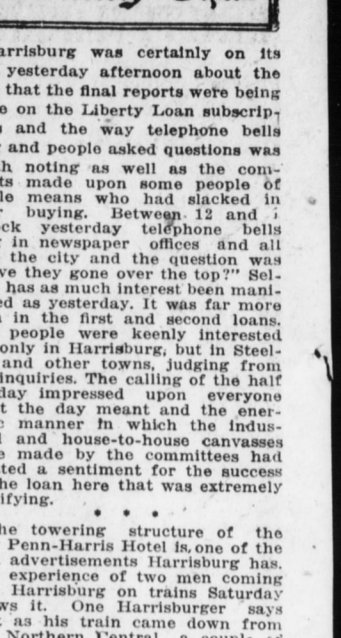 arrisburg was certainly on its
yesterday afternoon about the
that the final reports were being
e on the Liberty Loan subscrip-
and the way telephone bells
and people asked questions was
h noting as well as the com-
ts made upon some people of
le means who had slacked in
buying. Between 12 and
ck yesterday telephone bells
in newspaper offices and all
the city and the question was
ve they gone over the top?" Sel-
has as much interest been mani-
ed as yesterday. It was far more
in the first and second loans.
people were keenly interested
only in Harrisburg, but in Steel-
and other towns, judging from
inquiries. The calling of the half
day impressed upon everyone
t the day meant and the ener-
c manner in which the indus-
l and house-to-house canvasses
e made by the committees had
ted a sentiment for the success
he loan here that was extremely
ifying.
* * *
he towering structure of the
Penn-Harris Hotel is, one of the
advertisements Harrisburg has.
experience of two men coming
Harrisburg on trains Saturday
ws it. One Harrisburger says
as his train came down from
Northern Central, a couple of